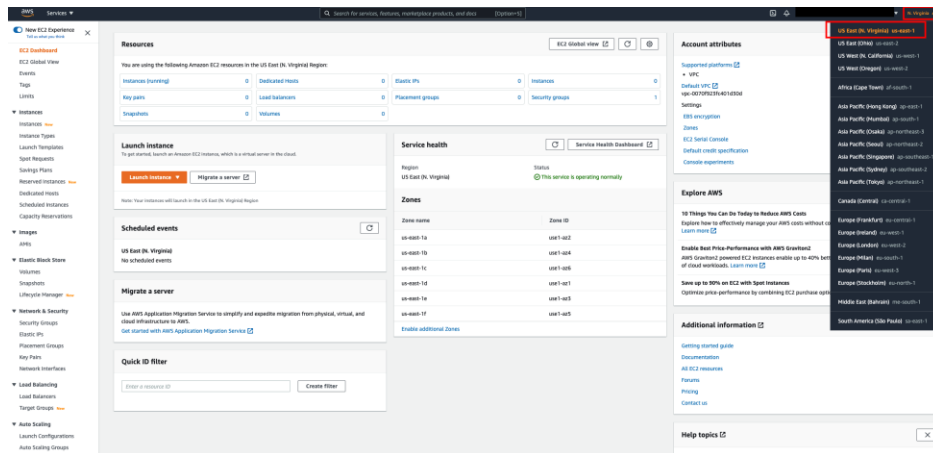 aws
Services ▼
Search for services, features, marketplace products, and docs [Option+S]
N. Virginia
New EC2 Experience
Tell us what you think
EC2 Dashboard
EC2 Global View
Events
Tags
Limits
Instances
Instances New
Instance Types
Launch Templates
Spot Requests
Savings Plans
Reserved Instances New
Dedicated Hosts
Scheduled Instances
Capacity Reservations
Images
AMIs
Elastic Block Store
Volumes
Snapshots
Lifecycle Manager New
Network & Security
Security Groups
Elastic IPs
Placement Groups
Key Pairs
Network Interfaces
Load Balancing
Load Balancers
Target Groups New
Auto Scaling
Launch Configurations
Auto Scaling Groups
Resources
EC2 Global view
You are using the following Amazon EC2 resources in the US East (N. Virginia) Region:
Instances (running) 0 Dedicated Hosts 0 Elastic IPs 0 Instances 0
Key pairs 0 Load balancers 0 Placement groups 0 Security groups 1
Snapshots 0 Volumes 0
Launch instance
To get started, launch an Amazon EC2 instance, which is a virtual server in the cloud.
Launch instance ▼ Migrate a server
Note: Your instances will launch in the US East (N. Virginia) Region
Scheduled events
US East (N. Virginia)
No scheduled events
Migrate a server
Use AWS Application Migration Service to simplify and expedite migration from physical, virtual, and
cloud infrastructure to AWS.
Get started with AWS Application Migration Service
Quick ID filter
Enter a resource ID Create filter
Service health
Service Health Dashboard
Region Status
US East (N. Virginia) This service is operating normally
Zones
Zone name Zone ID
us-east-1a use1-az2
us-east-1b use1-az4
us-east-1c use1-az6
us-east-1d use1-az1
us-east-1e use1-az3
us-east-1f use1-az5
Enable additional Zones
Account attributes
Supported platforms
VPC
Default VPC
Settings
EBS encryption
Zones
EC2 Serial Console
Default credit specification
Console experiments
Explore AWS
10 Things You Can Do Today to Reduce AWS Costs
Explore how to effectively manage your AWS costs without co
Learn more
Enable Best Price-Performance with AWS Graviton2
AWS Graviton2 powered EC2 instances enable up to 40% bett
of cloud workloads. Learn more
Save up to 90% on EC2 with Spot Instances
Optimize price-performance by combining EC2 purchase opti
Additional information
Getting started guide
Documentation
All EC2 resources
Forums
Pricing
Contact us
Help topics
US East (N. Virginia) us-east-1
US East (Ohio) us-east-2
US West (N. California) us-west-1
US West (Oregon) us-west-2
Africa (Cape Town) af-south-1
Asia Pacific (Hong Kong) ap-east-1
Asia Pacific (Mumbai) ap-south-1
Asia Pacific (Osaka) ap-northeast-3
Asia Pacific (Seoul) ap-northeast-2
Asia Pacific (Singapore) ap-southeast-1
Asia Pacific (Sydney) ap-southeast-2
Asia Pacific (Tokyo) ap-northeast-1
Canada (Central) ca-central-1
Europe (Frankfurt) eu-central-1
Europe (Ireland) eu-west-1
Europe (London) eu-west-2
Europe (Milan) eu-south-1
Europe (Paris) eu-west-3
Europe (Stockholm) eu-north-1
Middle East (Bahrain) me-south-1
South America (São Paulo) sa-east-1